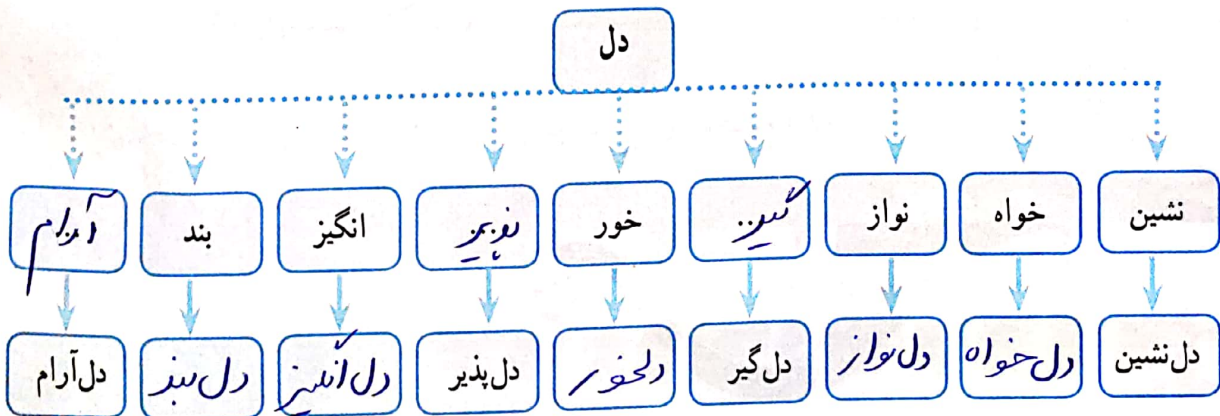 دل
نشین خواه نواز گیر خور پذیر انگیز بند آرام
دل‌نشین دل‌خواه دل‌نواز دل‌گیر دلخور دل‌پذیر دل‌انگیز دل‌بند دل‌آرام